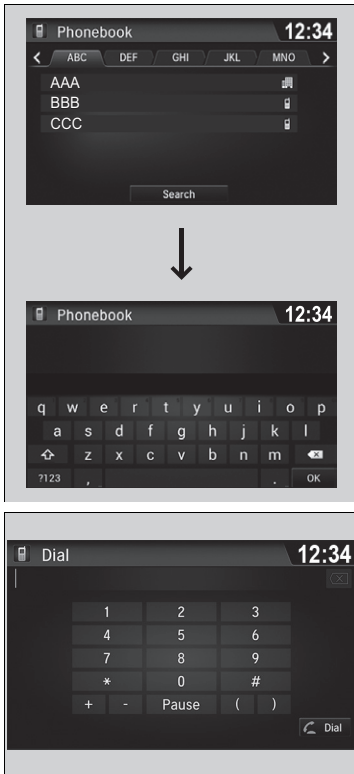 Phonebook 12:34
< ABC DEF GHI JKL MNO >
AAA
BBB
CCC
Search
Phonebook 12:34
q w e r t y u i o p
a s d f g h j k l
z x c v b n m
?123 , . OK
Dial 12:34
1 2 3
4 5 6
7 8 9
* 0 #
+ - Pause ( )
Dial